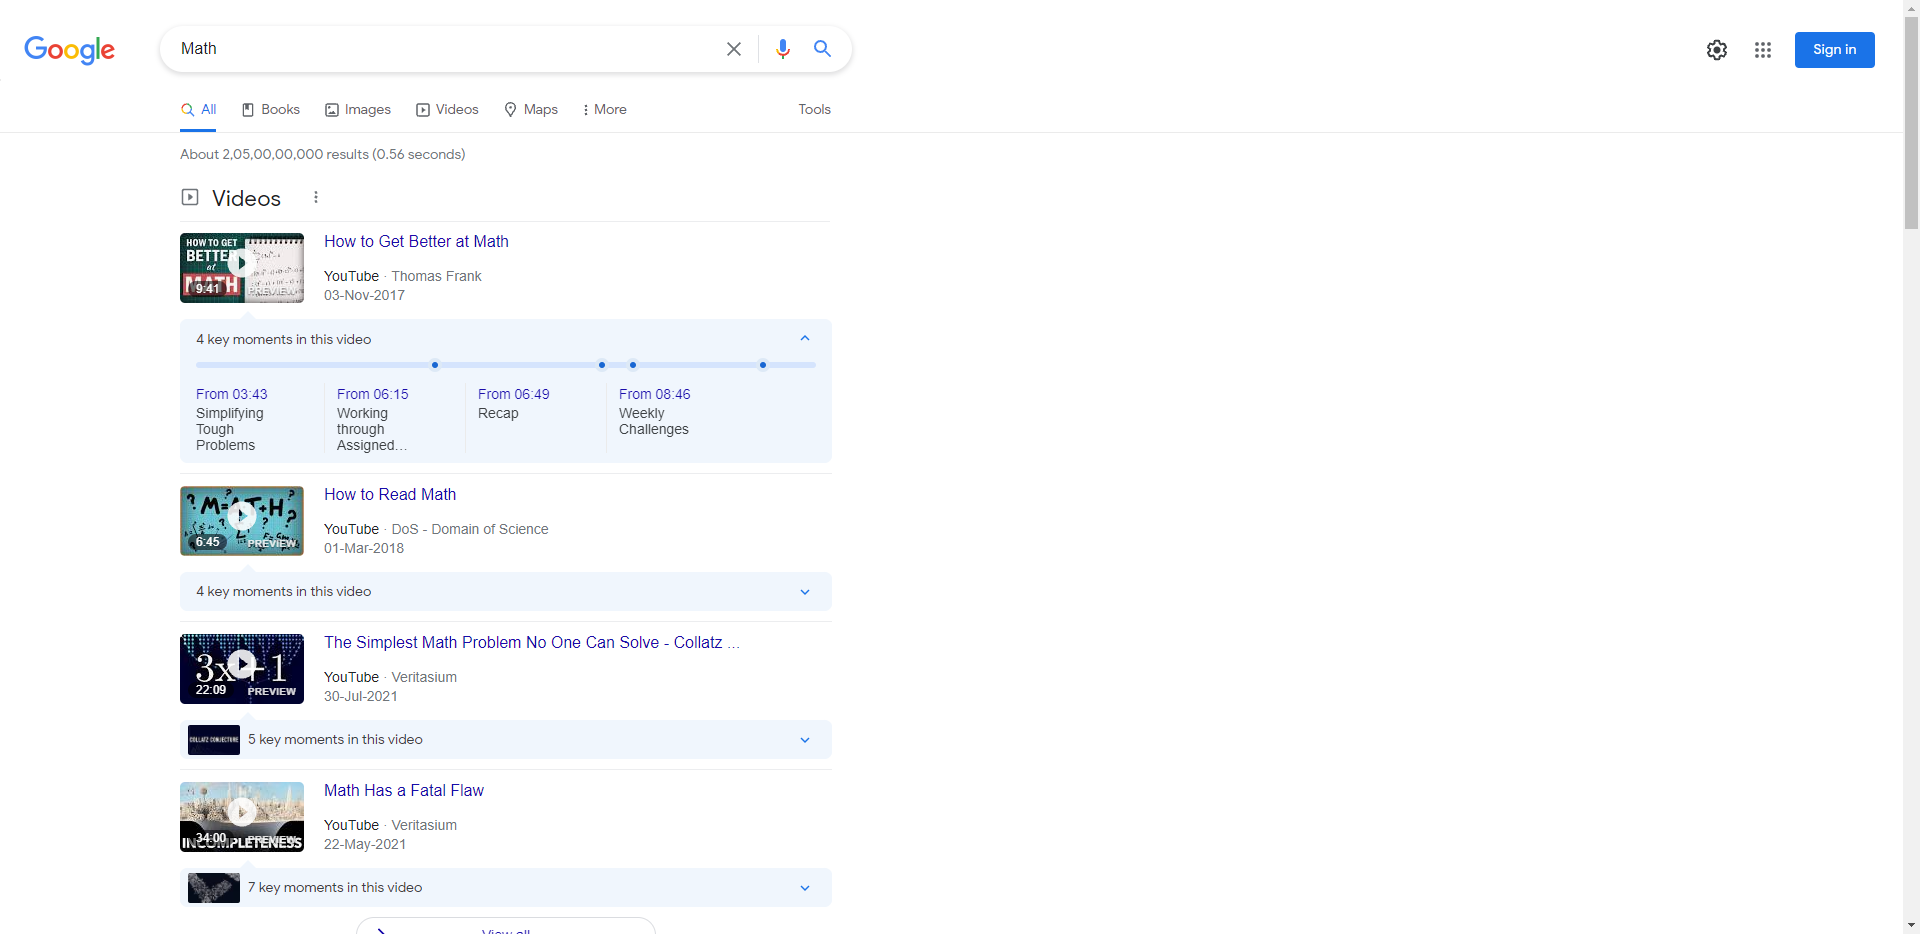 Google
Math
Sign in
All
Books
Images
Videos
Maps
More
Tools
About 2,05,00,00,000 results (0.56 seconds)
Videos
HOW TO GET
BETTER
at
MATH
9:41
PREVIEW
How to Get Better at Math
YouTube · Thomas Frank
03-Nov-2017
4 key moments in this video
From 03:43
Simplifying
Tough
Problems
From 06:15
Working
through
Assigned...
From 06:49
Recap
From 08:46
Weekly
Challenges
6:45
PREVIEW
How to Read Math
YouTube · DoS - Domain of Science
01-Mar-2018
4 key moments in this video
3x+1
22:09
PREVIEW
The Simplest Math Problem No One Can Solve - Collatz ...
YouTube · Veritasium
30-Jul-2021
COLLATZ CONJECTURE
5 key moments in this video
34:00
PREVIEW
INCOMPLETENESS
Math Has a Fatal Flaw
YouTube · Veritasium
22-May-2021
7 key moments in this video
View all